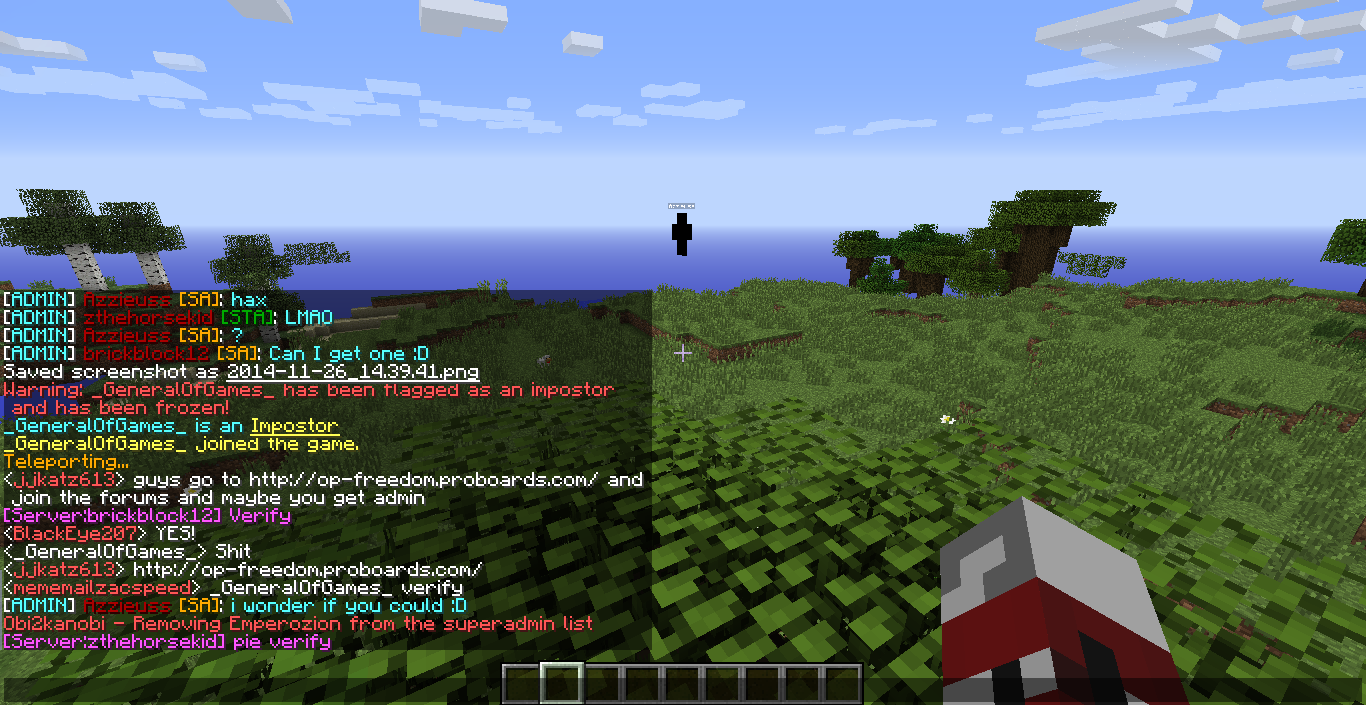 Azzieuss
[ADMIN] Azzieuss [SA]: hax
[ADMIN] zthehorsekid [STA]: LMAO
[ADMIN] Azzieuss [SA]: ?
[ADMIN] brickblock12 [SA]: Can I get one :D
Saved screenshot as 2014-11-26_14.39.41.png
Warning: _GeneralOfGames_ has been flagged as an impostor
and has been frozen!
_GeneralOfGames_ is an Impostor
_GeneralOfGames_ joined the game.
Teleporting...
<jjkatz613> guys go to http://op-freedom.proboards.com/ and
join the forums and maybe you get admin
[Server:brickblock12] Verify
<BlackEye207> YES!
<_GeneralOfGames_> Shit
<jjkatz613> http://op-freedom.proboards.com/
<mememailzacspeed> _GeneralOfGames_ verify
[ADMIN] Azzieuss [SA]: i wonder if you could :D
Obi2kanobi - Removing Emperozion from the superadmin list
[Server:zthehorsekid] pie verify